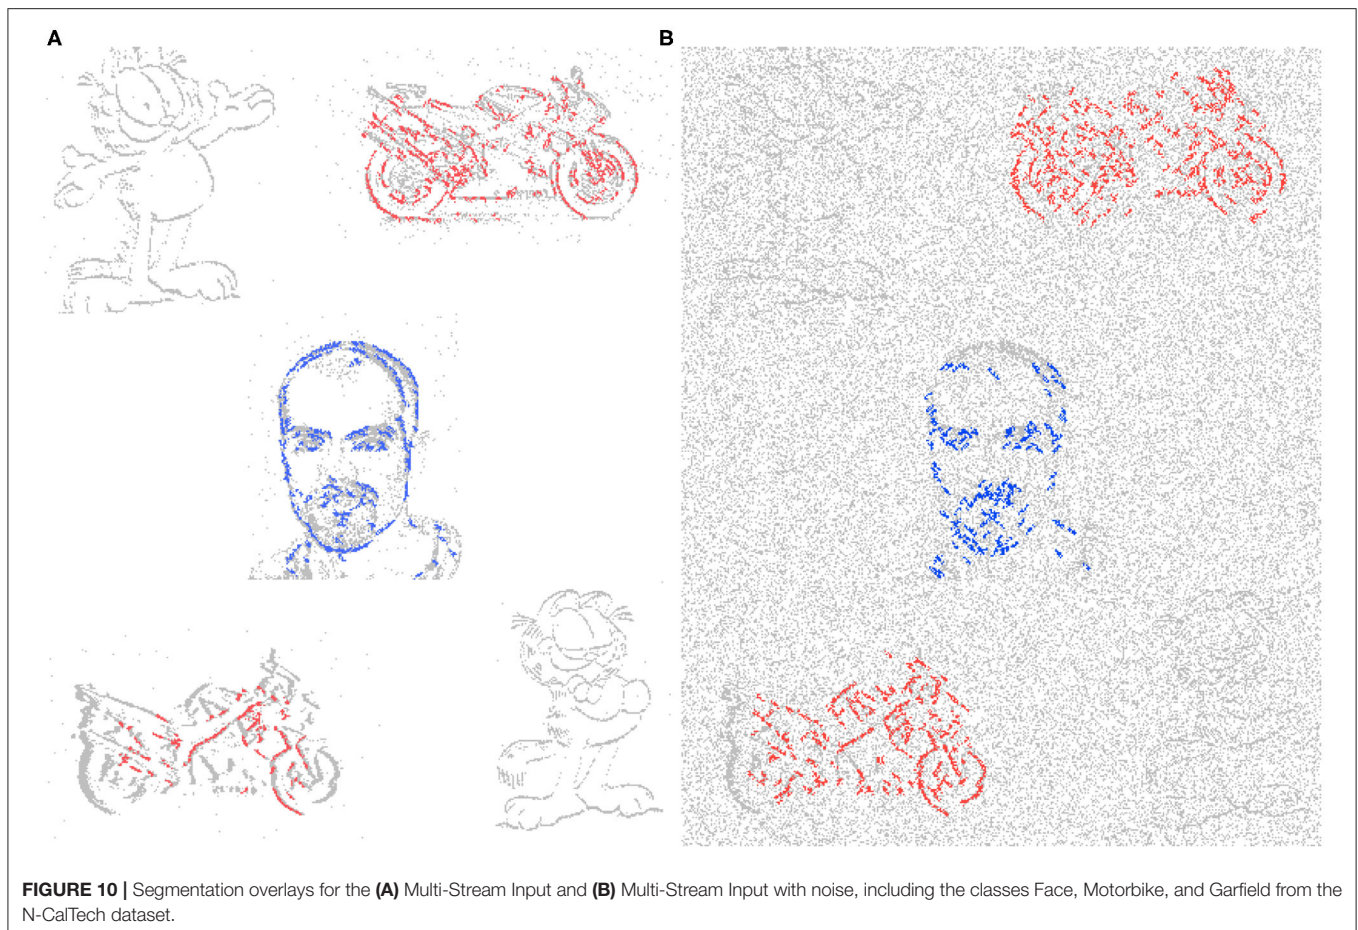 A
B
FIGURE 10 | Segmentation overlays for the (A) Multi-Stream Input and (B) Multi-Stream Input with noise, including the classes Face, Motorbike, and Garfield from the
N-CalTech dataset.